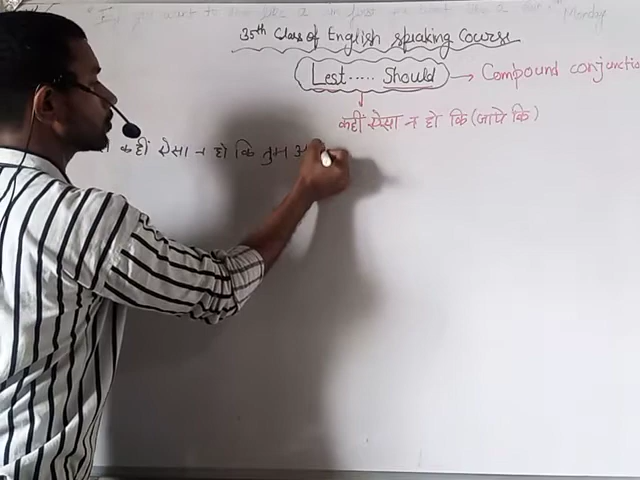 35th Class of English Speaking Course
Lest..... Should → Compound conjunction
कहीं ऐसा न हो कि (जापे कि)
कहीं ऐसा न हो कि तुम